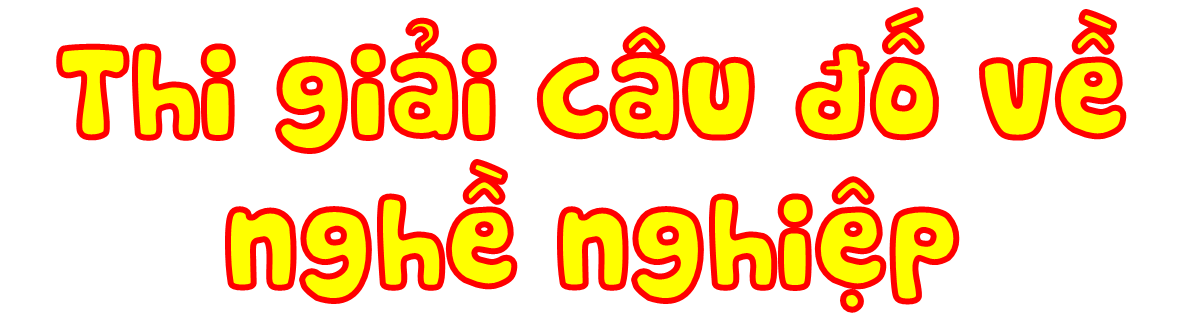 Thi giải câu đố về
nghề nghiệp